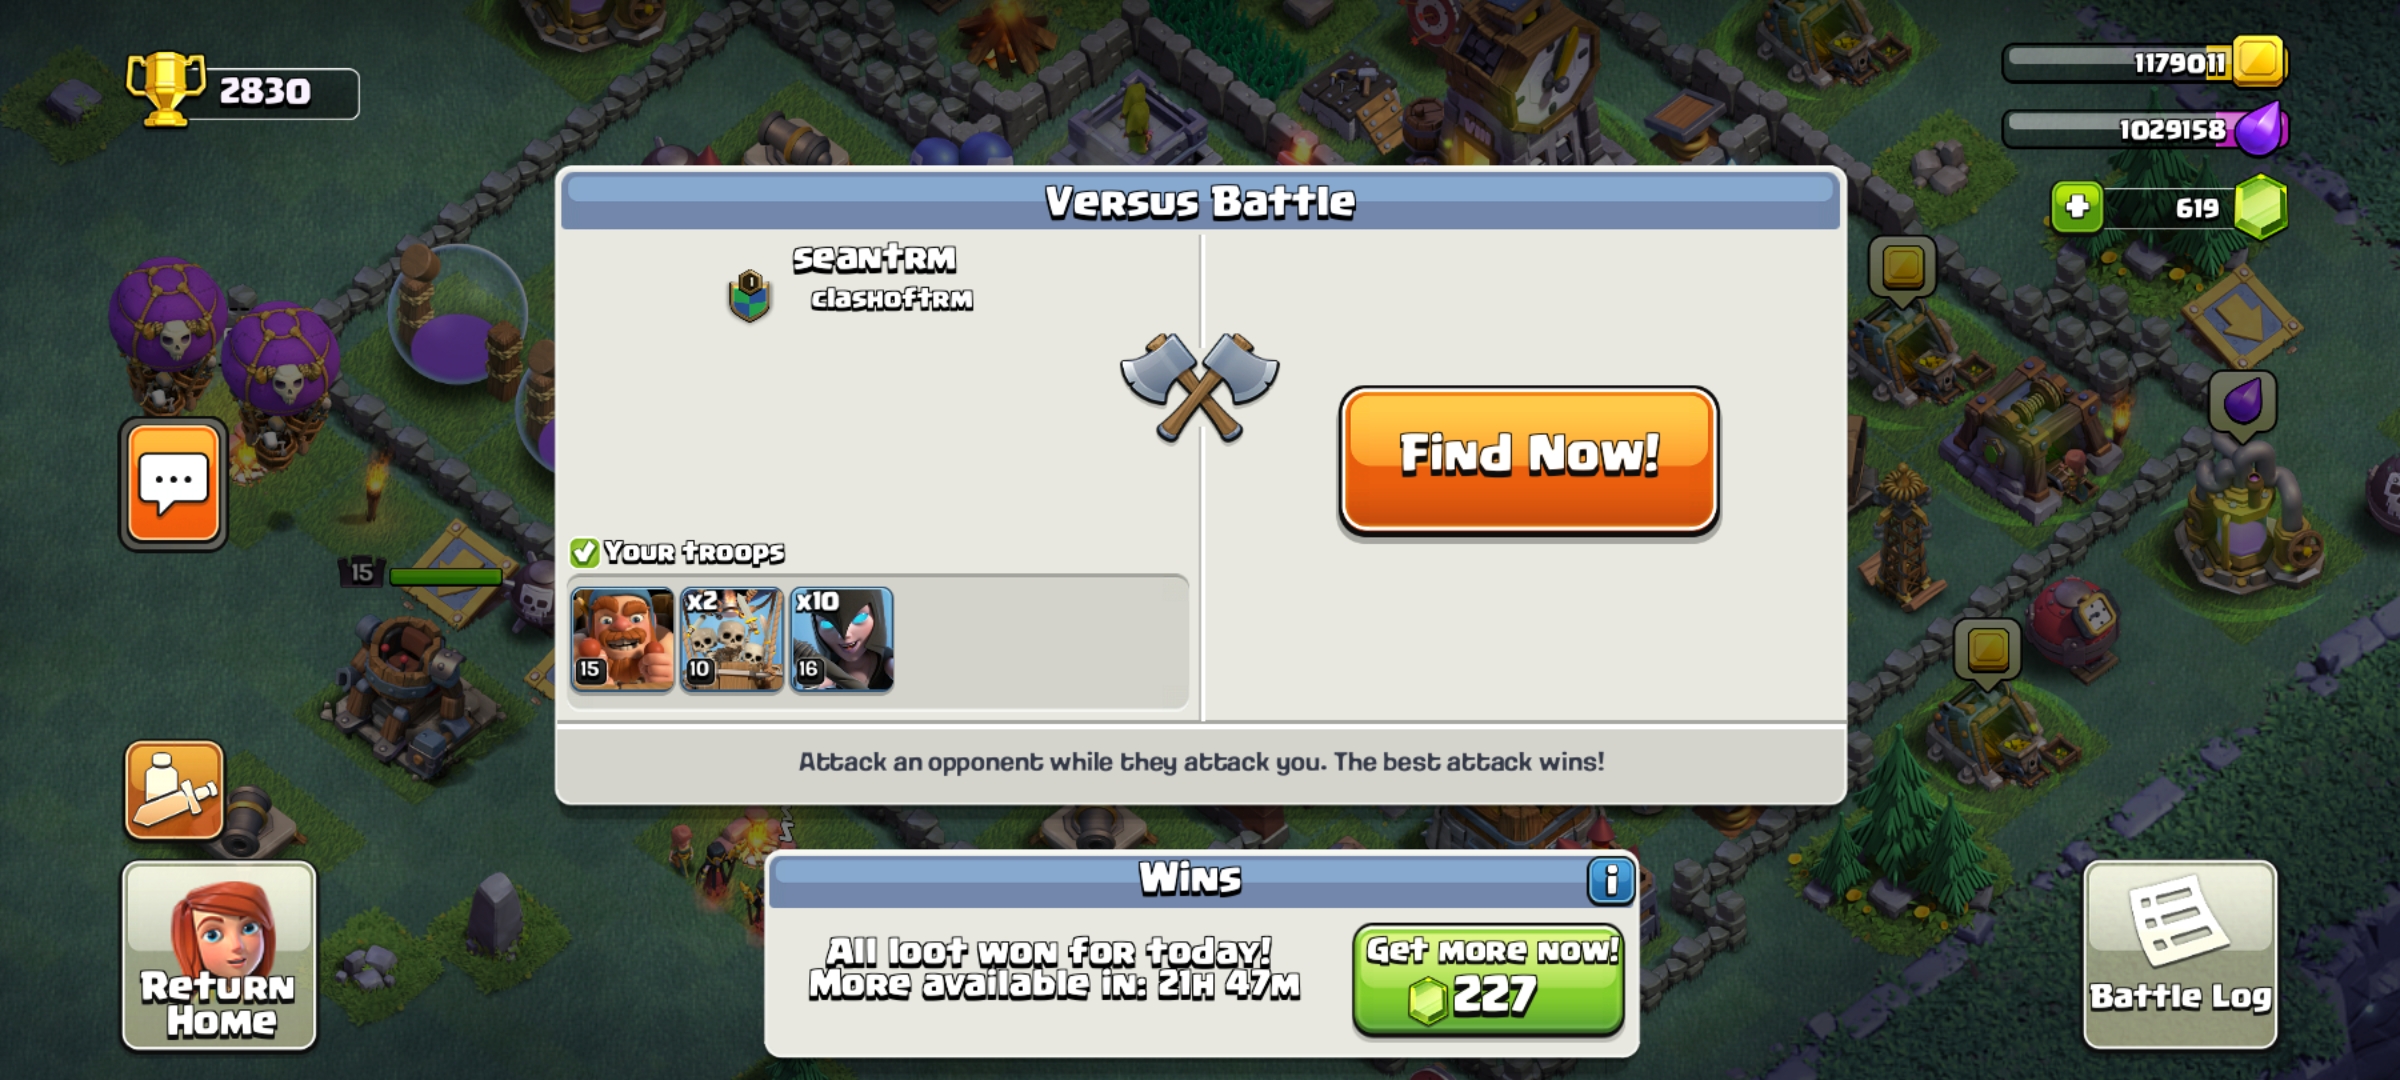 2830
1179011
1029158
619
Versus Battle
seantrm
clashoftrm
1
Find Now!
Your troops
15
x2
10
x10
16
15
Attack an opponent while they attack you. The best attack wins!
Wins
i
All loot won for today!
More available in: 21H 47M
Get more now!
227
Return
Home
Battle Log